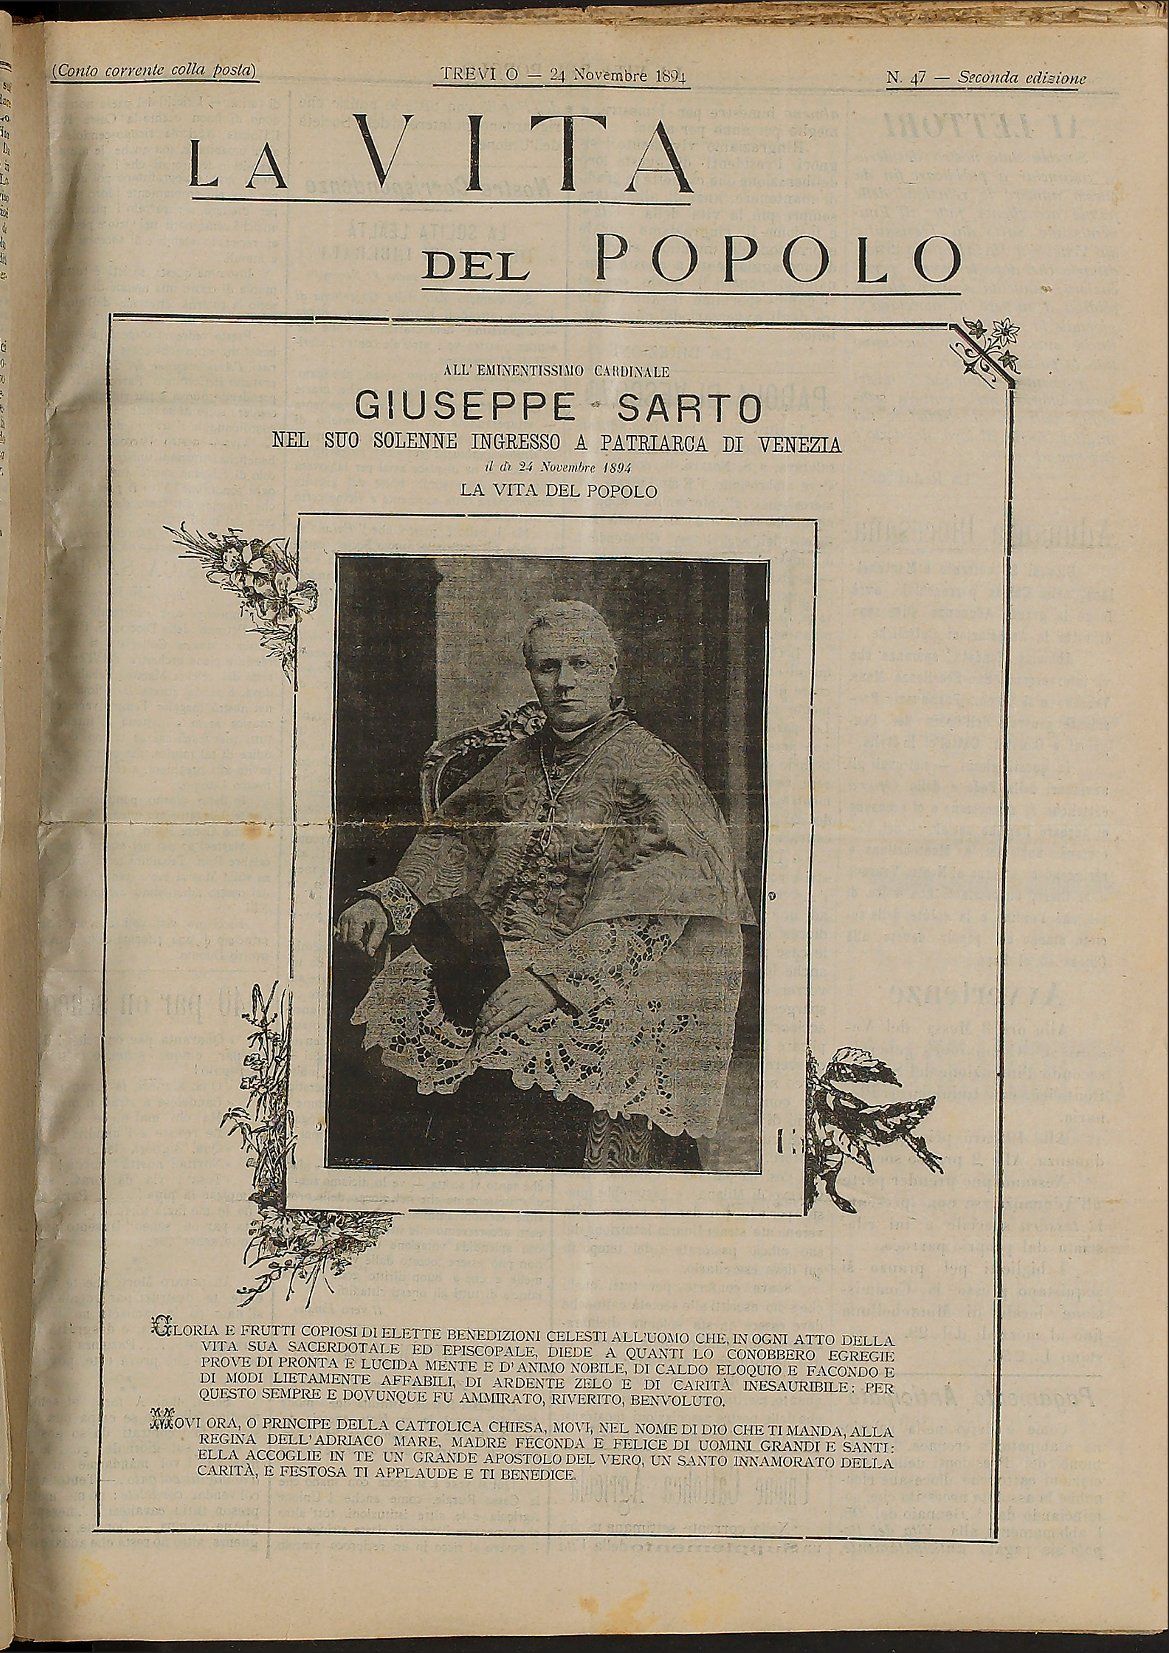 (Conto corrente colla posta)
TREVI O — 24 Novembre 1894
N. 47 — Seconda edizione
LA VITA
DEL POPOLO
ALL' EMINENTISSIMO CARDINALE
GIUSEPPE SARTO
NEL SUO SOLENNE INGRESSO A PATRIARCA DI VENEZIA
il dì 24 Novembre 1894
LA VITA DEL POPOLO
GLORIA E FRUTTI COPIOSI DI ELETTE BENEDIZIONI CELESTI ALL'UOMO CHE, IN OGNI ATTO DELLA
VITA SUA SACERDOTALE ED EPISCOPALE, DIEDE A QUANTI LO CONOBBERO EGREGIE
PROVE DI PRONTA E LUCIDA MENTE E D'ANIMO NOBILE, DI CALDO ELOQUIO E FACONDO E
DI MODI LIETAMENTE AFFABILI, DI ARDENTE ZELO E DI CARITÀ INESAURIBILE: PER
QUESTO SEMPRE E DOVUNQUE FU AMMIRATO, RIVERITO, BENVOLUTO.
MOVI ORA, O PRINCIPE DELLA CATTOLICA CHIESA, MOVI, NEL NOME DI DIO CHE TI MANDA, ALLA
REGINA DELL'ADRIACO MARE, MADRE FECONDA E FELICE DI UOMINI GRANDI E SANTI:
ELLA ACCOGLIE IN TE UN GRANDE APOSTOLO DEL VERO, UN SANTO INNAMORATO DELLA
CARITÀ, E FESTOSA TI APPLAUDE E TI BENEDICE.